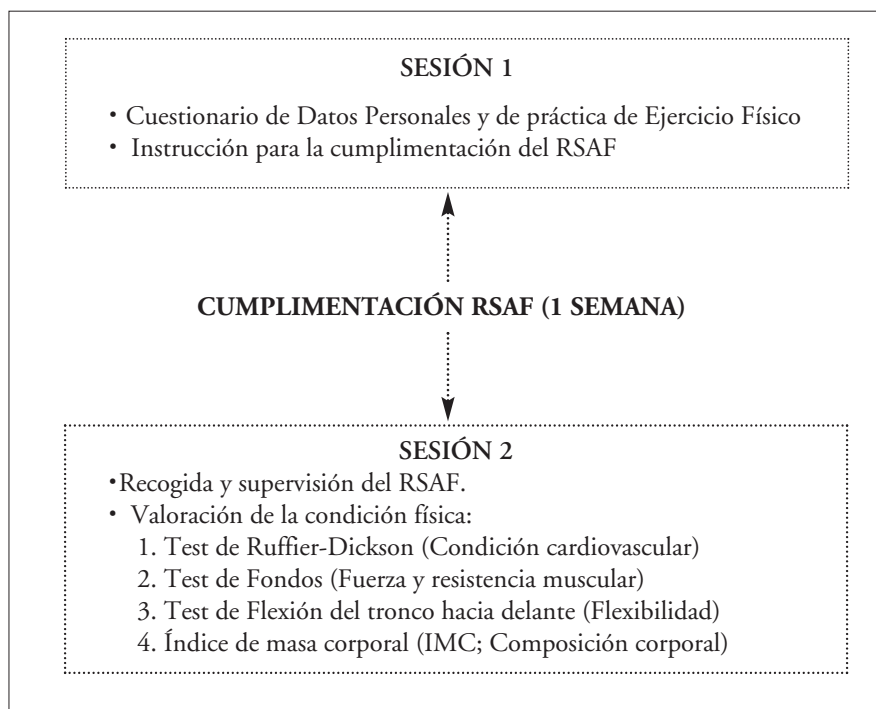 SESIÓN 1
• Cuestionario de Datos Personales y de práctica de Ejercicio Físico
• Instrucción para la cumplimentación del RSAF
CUMPLIMENTACIÓN RSAF (1 SEMANA)
SESIÓN 2
•Recogida y supervisión del RSAF.
• Valoración de la condición física:
1. Test de Ruffier-Dickson (Condición cardiovascular)
2. Test de Fondos (Fuerza y resistencia muscular)
3. Test de Flexión del tronco hacia delante (Flexibilidad)
4. Índice de masa corporal (IMC; Composición corporal)